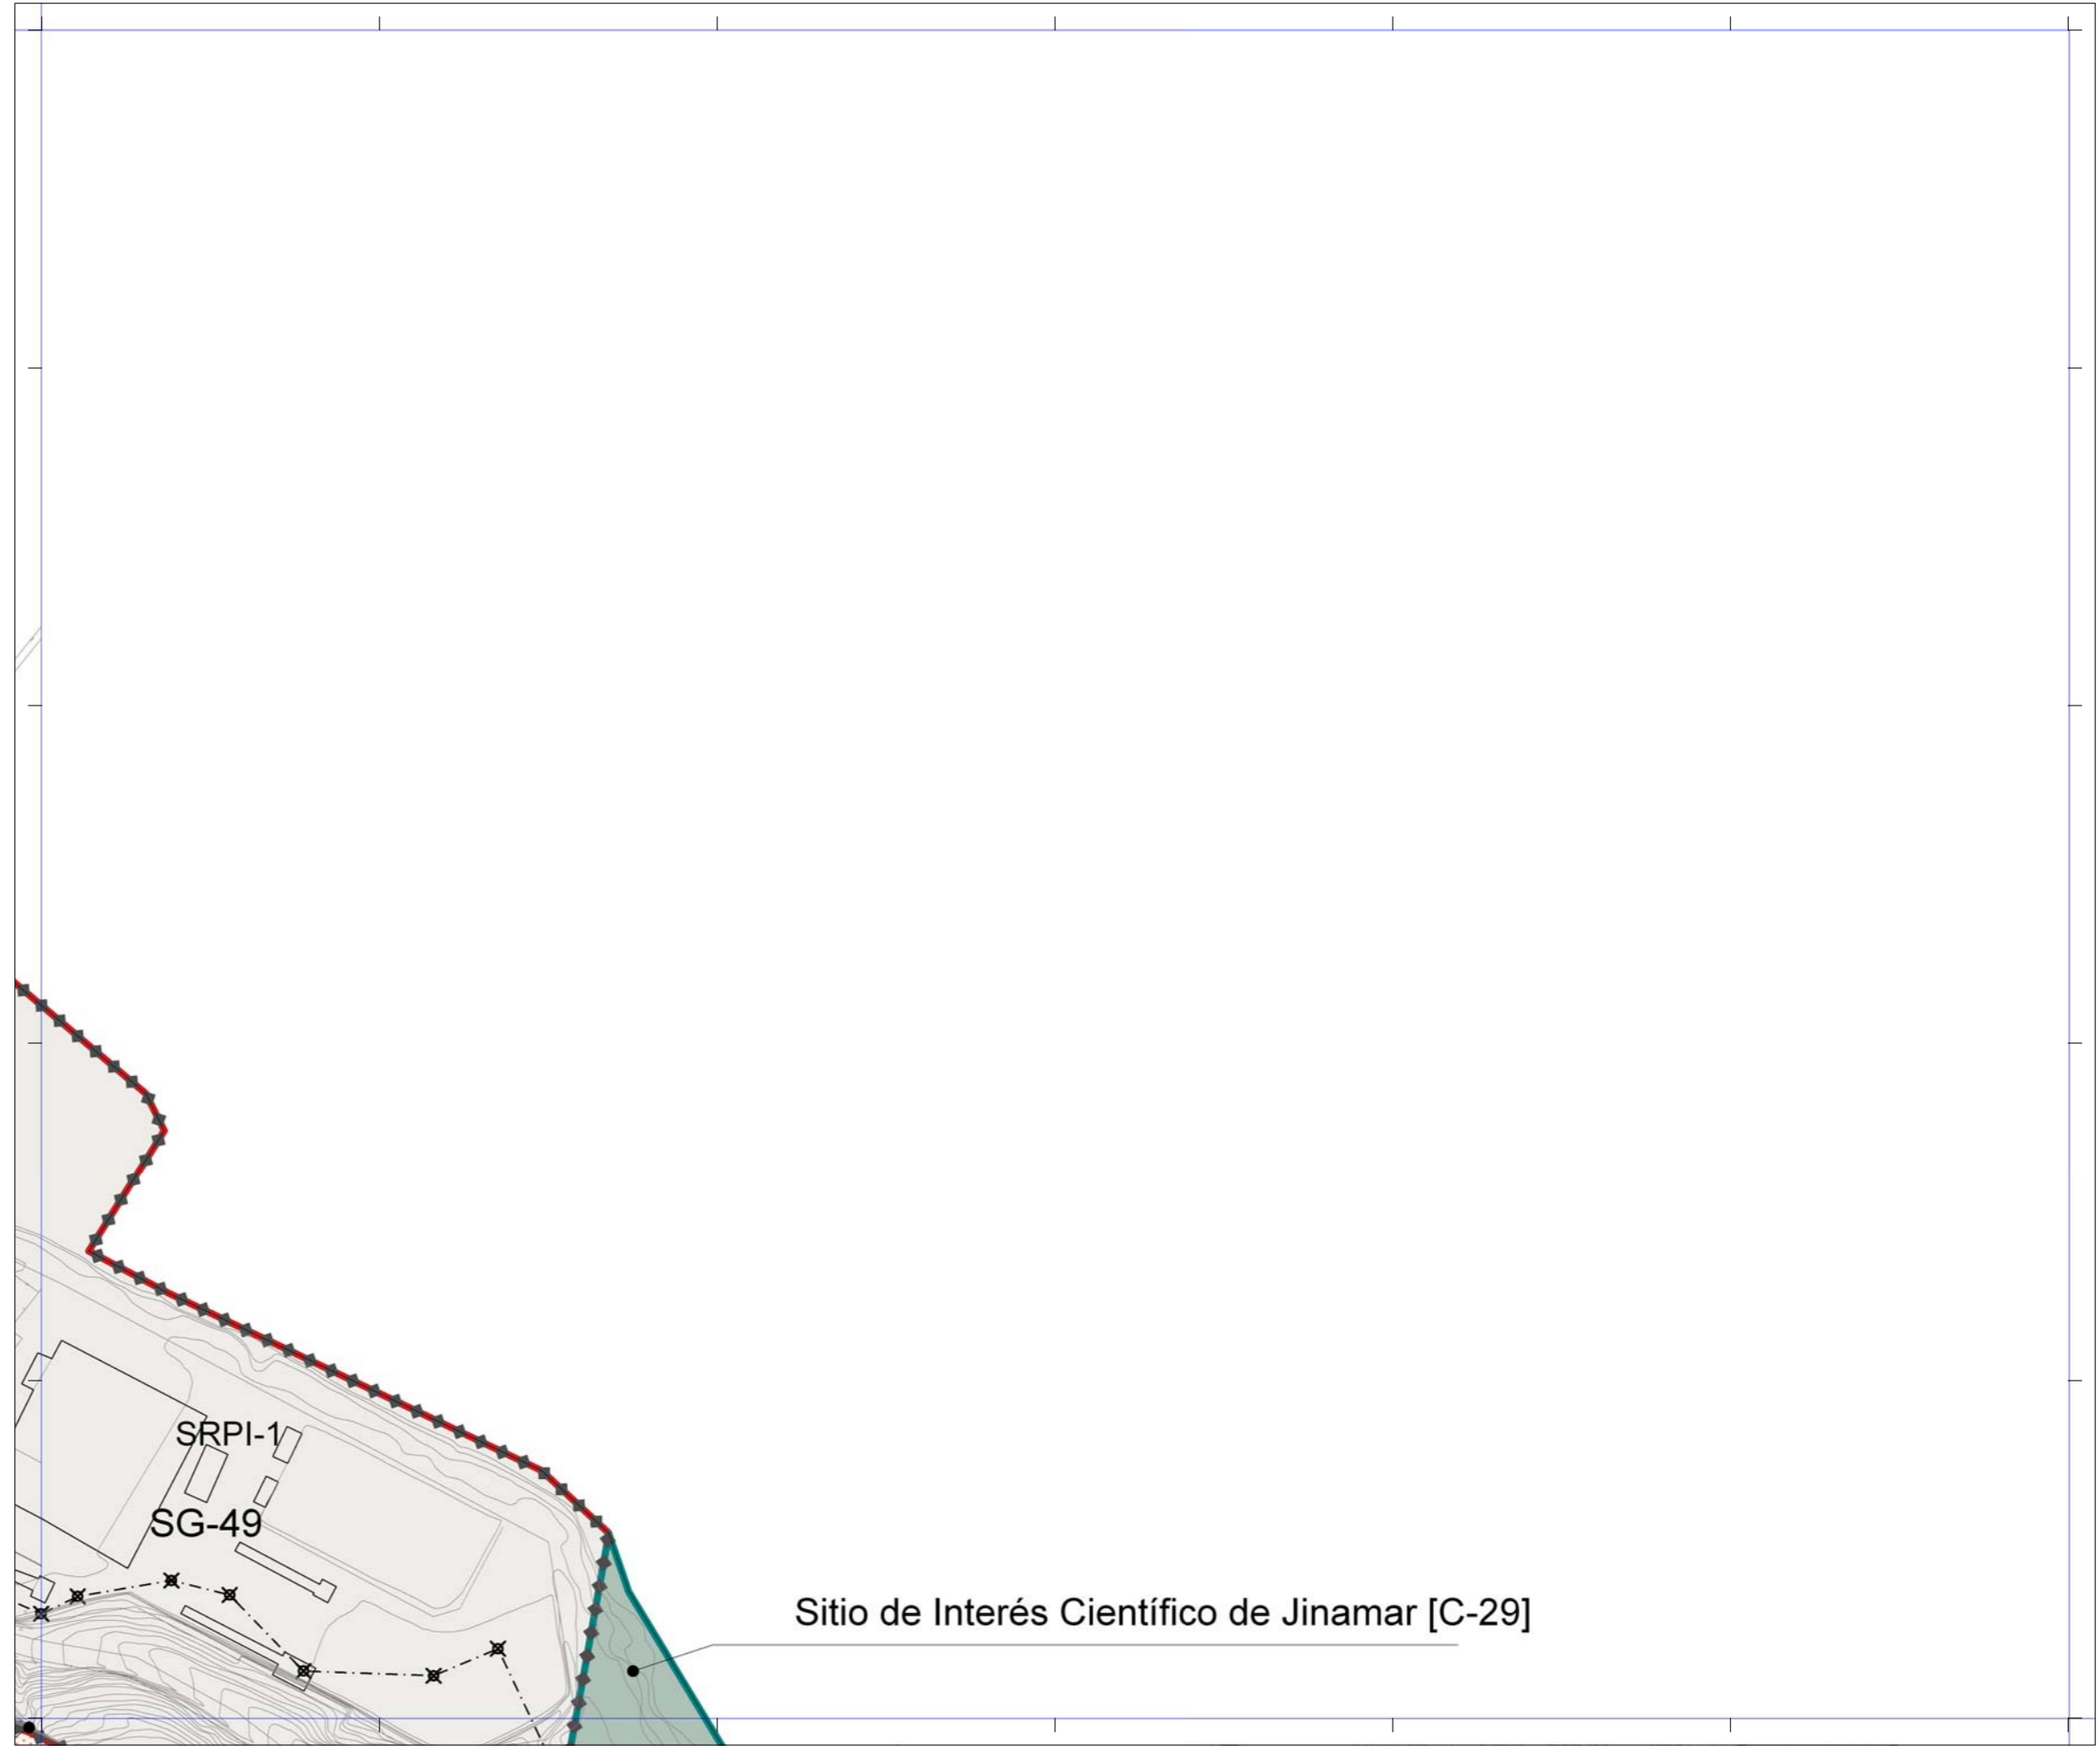 SRPI-1
SG-49
Sitio de Interés Científico de Jinamar [C-29]